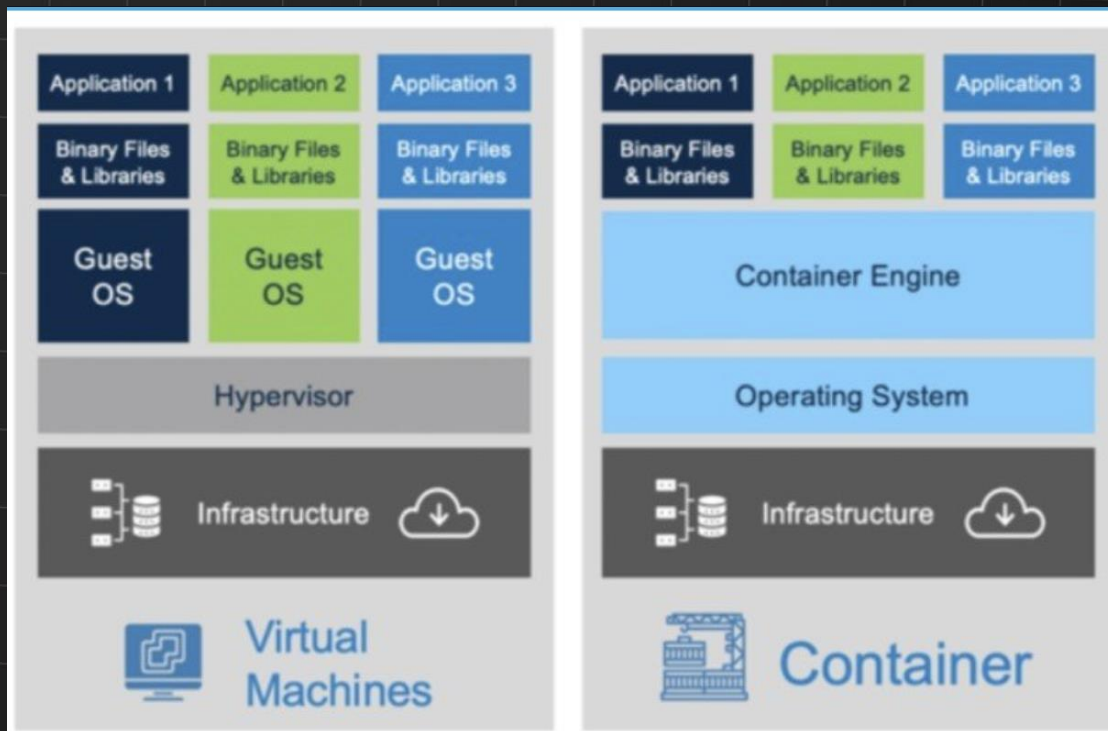 Application 1
Application 2
Application 3
Binary Files
& Libraries
Binary Files
& Libraries
Binary Files
& Libraries
Guest
OS
Guest
OS
Guest
OS
Hypervisor
Infrastructure
Virtual
Machines
Application 1
Application 2
Application 3
Binary Files
& Libraries
Binary Files
& Libraries
Binary Files
& Libraries
Container Engine
Operating System
Infrastructure
Container